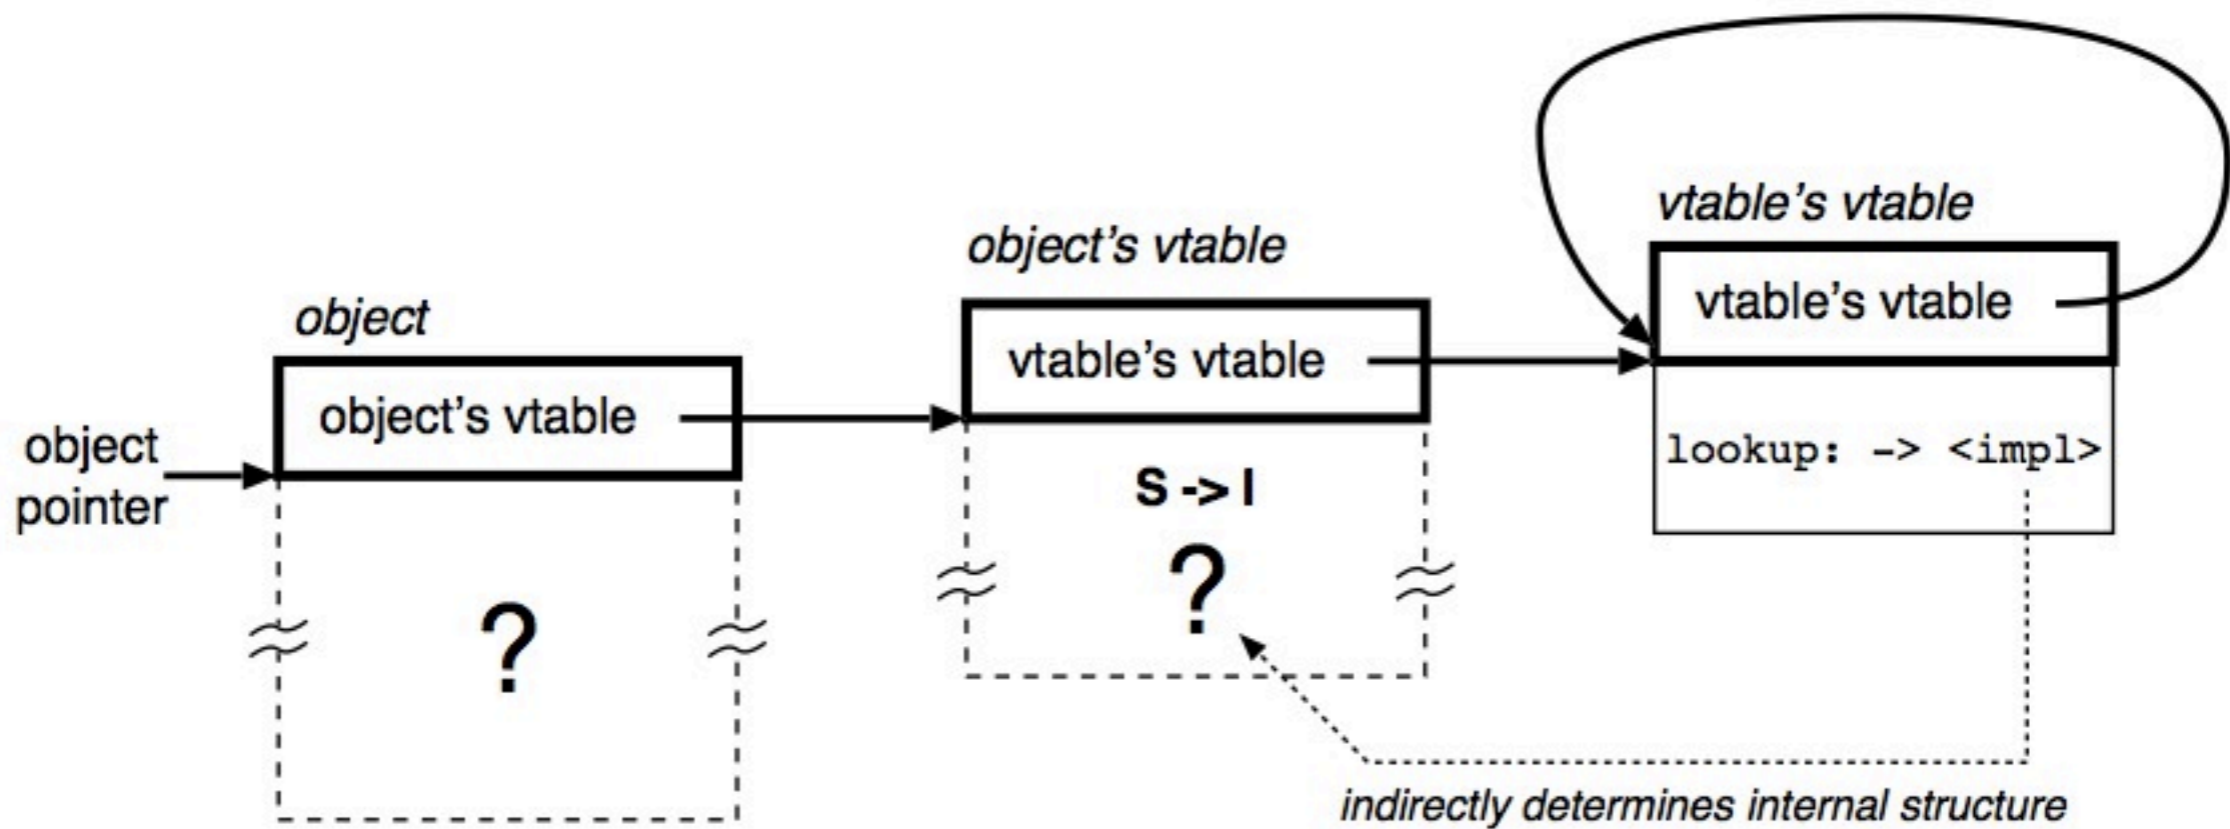 object
pointer
object
object's vtable
?
object's vtable
vtable's vtable
S -> I
?
vtable's vtable
vtable's vtable
lookup: -> <impl>
indirectly determines internal structure